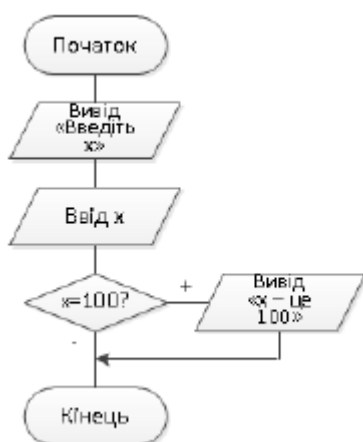 Початок
Вивід
«Введіть
x»
Ввід x
x=100?
+
Вивід
«x – це
100»
-
Кінець